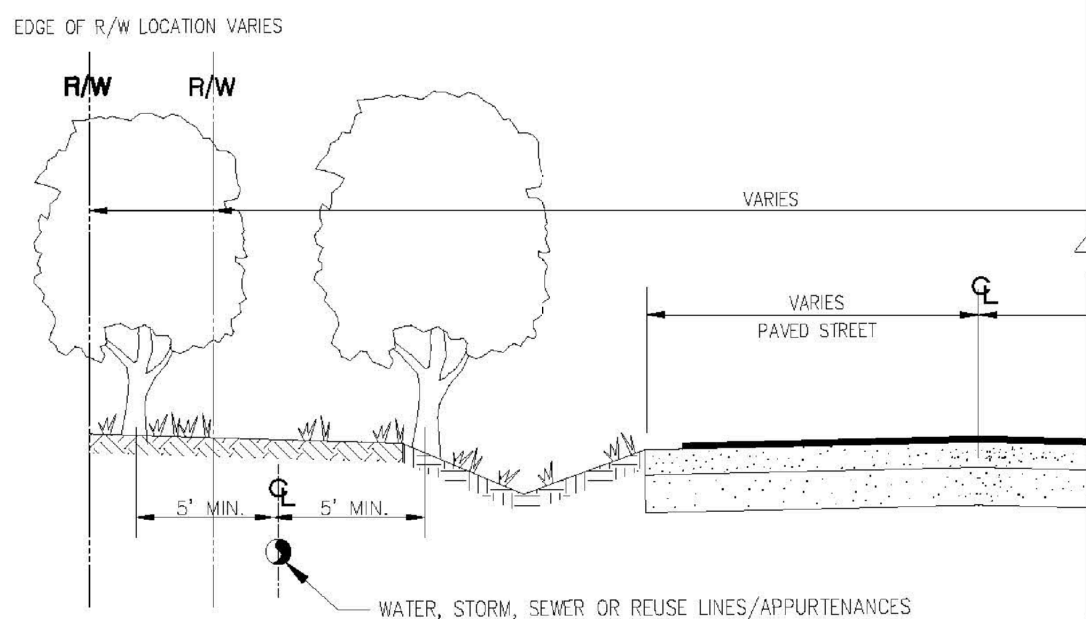 EDGE OF R/W LOCATION VARIES
R/W R/W
VARIES
℄
VARIES
PAVED STREET
℄
5' MIN. 5' MIN.
WATER, STORM, SEWER OR REUSE LINES/APPURTENANCES